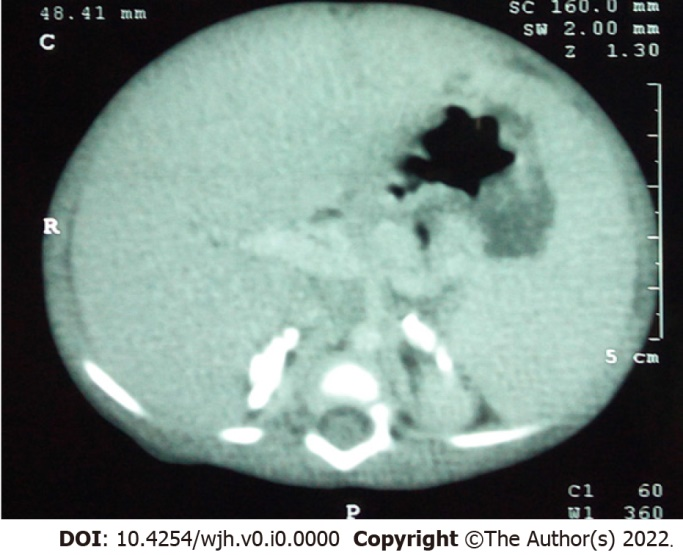 48.41 mm
SC 160.0 mm
SW 2.00 mm
Z 1.30
C
R
5 cm
C1 60
W1 360
P
DOI: 10.4254/wjh.v0.i0.0000 Copyright ©The Author(s) 2022.